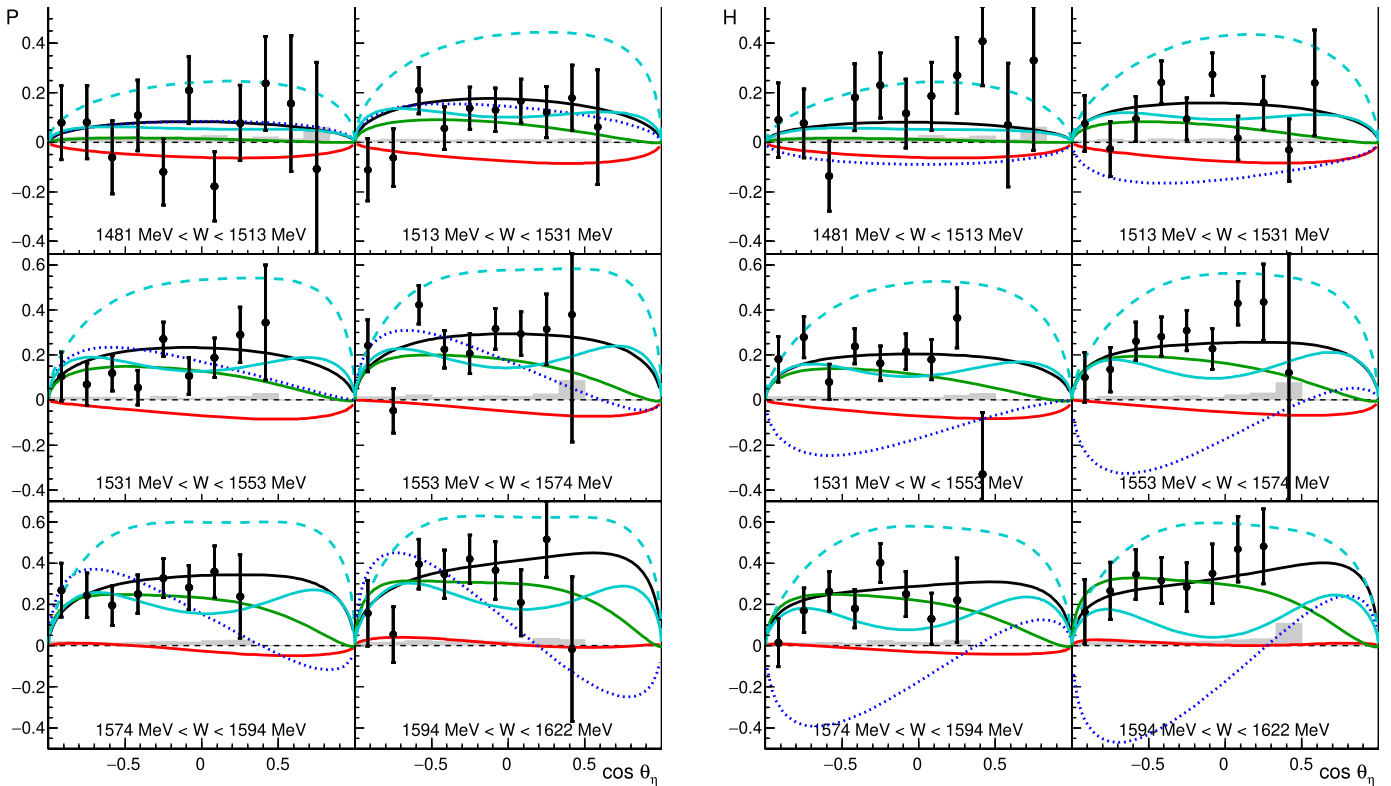 P
0.4
0.2
0
−0.2
−0.4
1481 MeV < W < 1513 MeV
1513 MeV < W < 1531 MeV
0.6
0.4
0.2
0
−0.2
−0.4
1531 MeV < W < 1553 MeV
1553 MeV < W < 1574 MeV
0.6
0.4
0.2
0
−0.2
−0.4
1574 MeV < W < 1594 MeV
1594 MeV < W < 1622 MeV
−0.5 0 0.5 −0.5 0 0.5
cos θη
H
0.4
0.2
0
−0.2
−0.4
1481 MeV < W < 1513 MeV
1513 MeV < W < 1531 MeV
0.6
0.4
0.2
0
−0.2
−0.4
1531 MeV < W < 1553 MeV
1553 MeV < W < 1574 MeV
0.6
0.4
0.2
0
−0.2
−0.4
1574 MeV < W < 1594 MeV
1594 MeV < W < 1622 MeV
−0.5 0 0.5 −0.5 0 0.5
cos θη